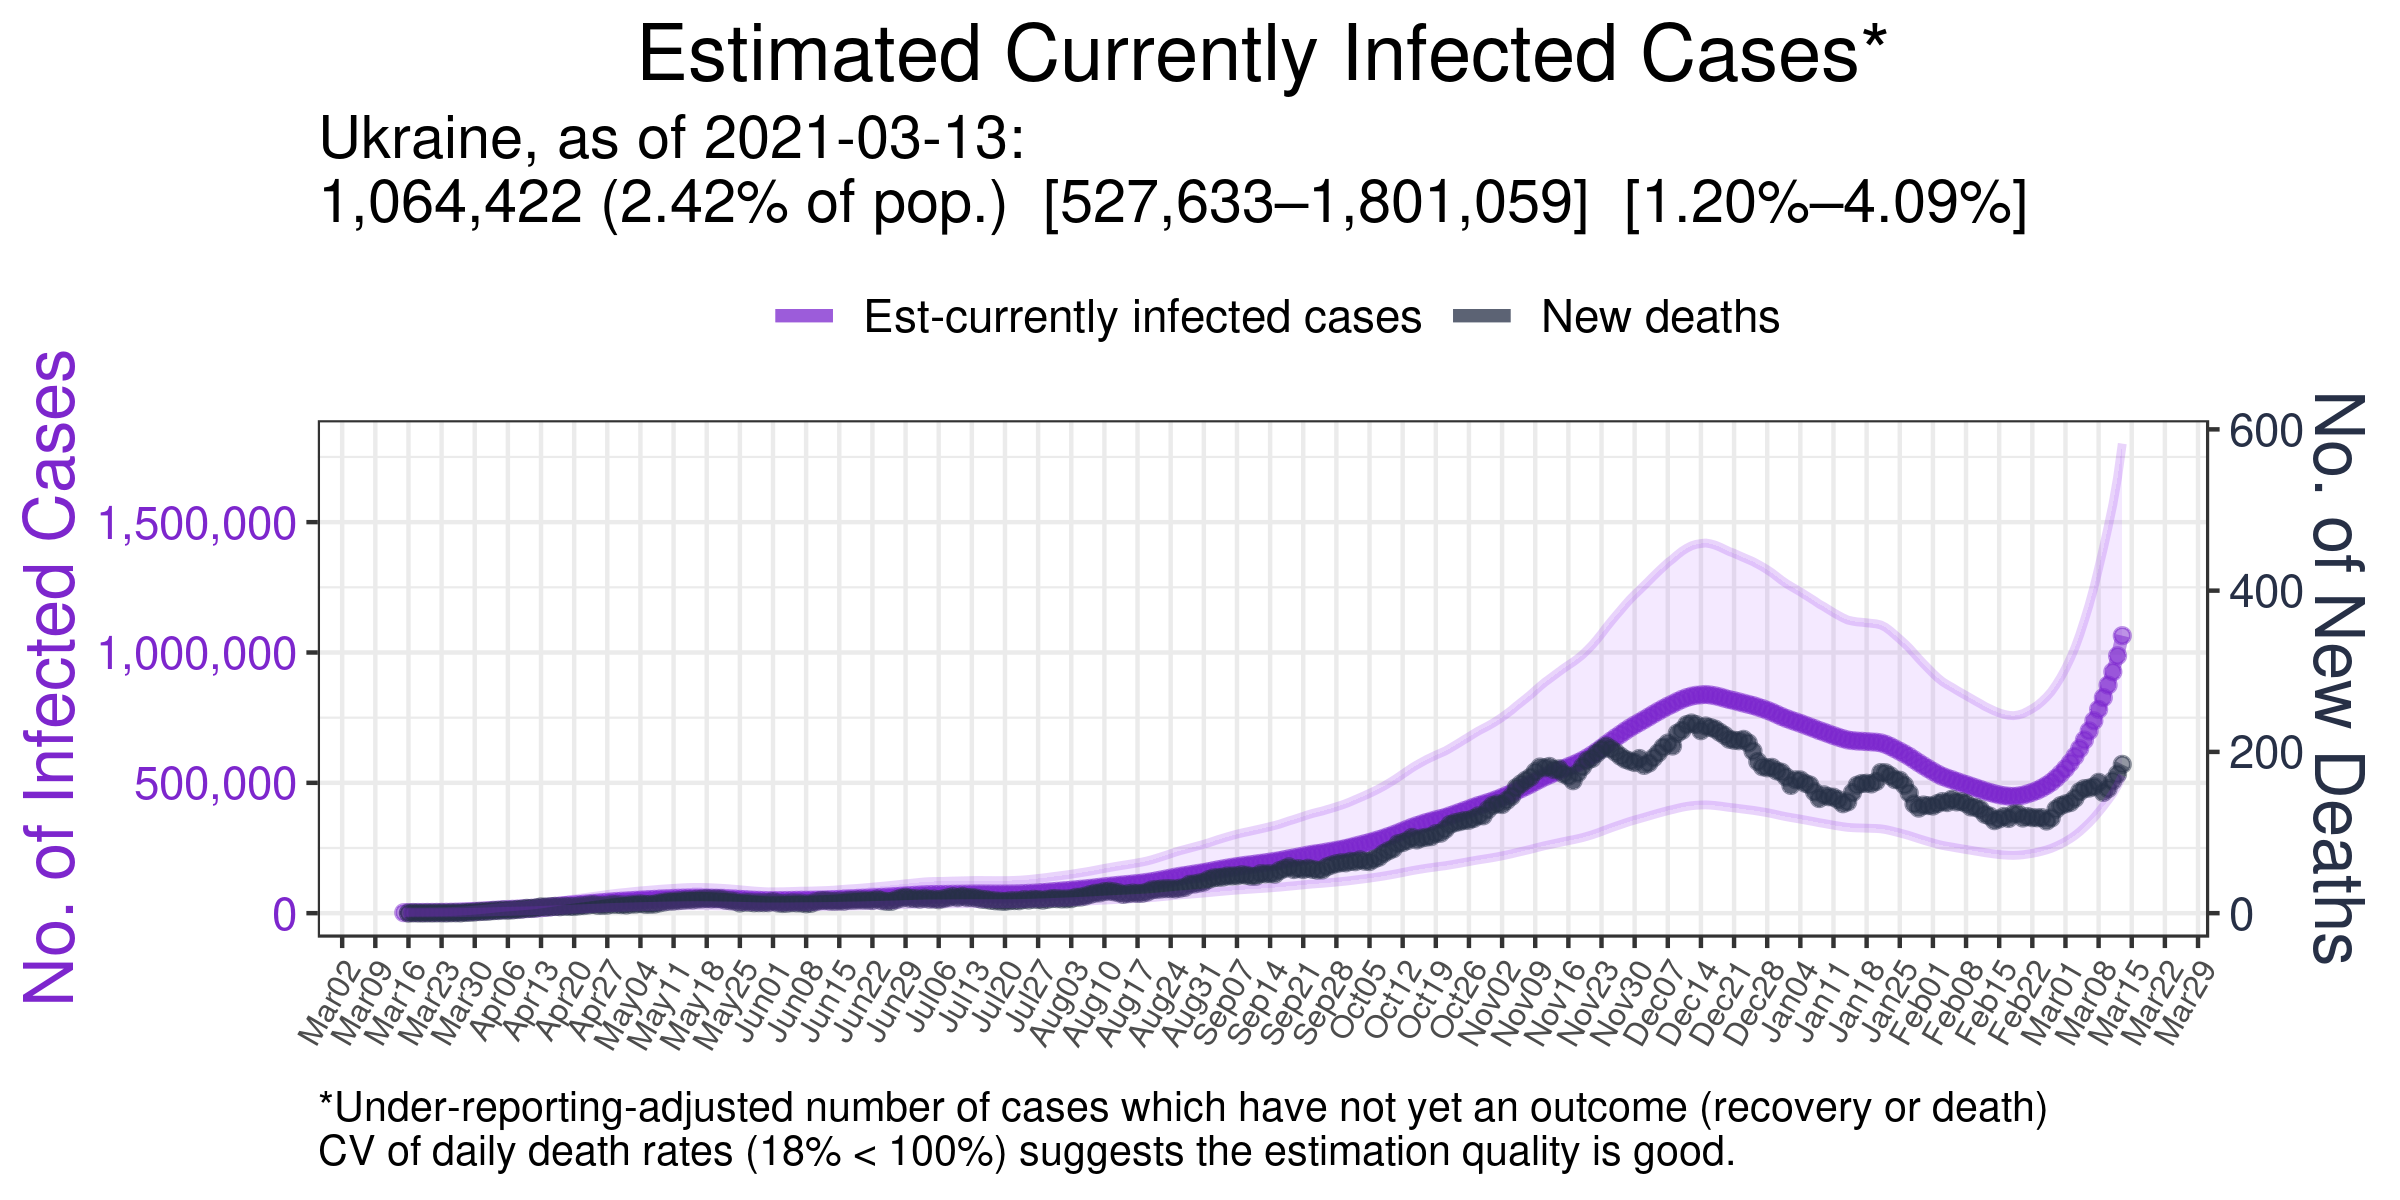 Estimated Currently Infected Cases*
Ukraine, as of 2021-03-13:
1,064,422 (2.42% of pop.)  [527,633–1,801,059]  [1.20%–4.09%]
Est-currently infected cases
New deaths
No. of Infected Cases
1,500,000
1,000,000
500,000
0
600
400
200
0
No. of New Deaths
Mar02
Mar09
Mar16
Mar23
Mar30
Apr06
Apr13
Apr20
Apr27
May04
May11
May18
May25
Jun01
Jun08
Jun15
Jun22
Jun29
Jul06
Jul13
Jul20
Jul27
Aug03
Aug10
Aug17
Aug24
Aug31
Sep07
Sep14
Sep21
Sep28
Oct05
Oct12
Oct19
Oct26
Nov02
Nov09
Nov16
Nov23
Nov30
Dec07
Dec14
Dec21
Dec28
Jan04
Jan11
Jan18
Jan25
Feb01
Feb08
Feb15
Feb22
Mar01
Mar08
Mar15
Mar22
Mar29
*Under-reporting-adjusted number of cases which have not yet an outcome (recovery or death)
CV of daily death rates (18% < 100%) suggests the estimation quality is good.